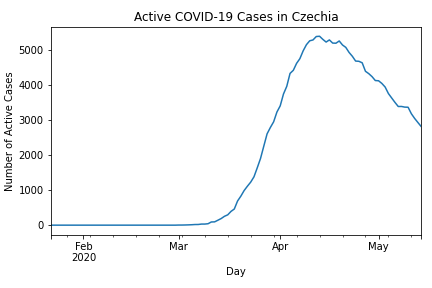 Active COVID-19 Cases in Czechia
Number of Active Cases
5000
4000
3000
2000
1000
0
Feb
2020
Mar
Apr
May
Day